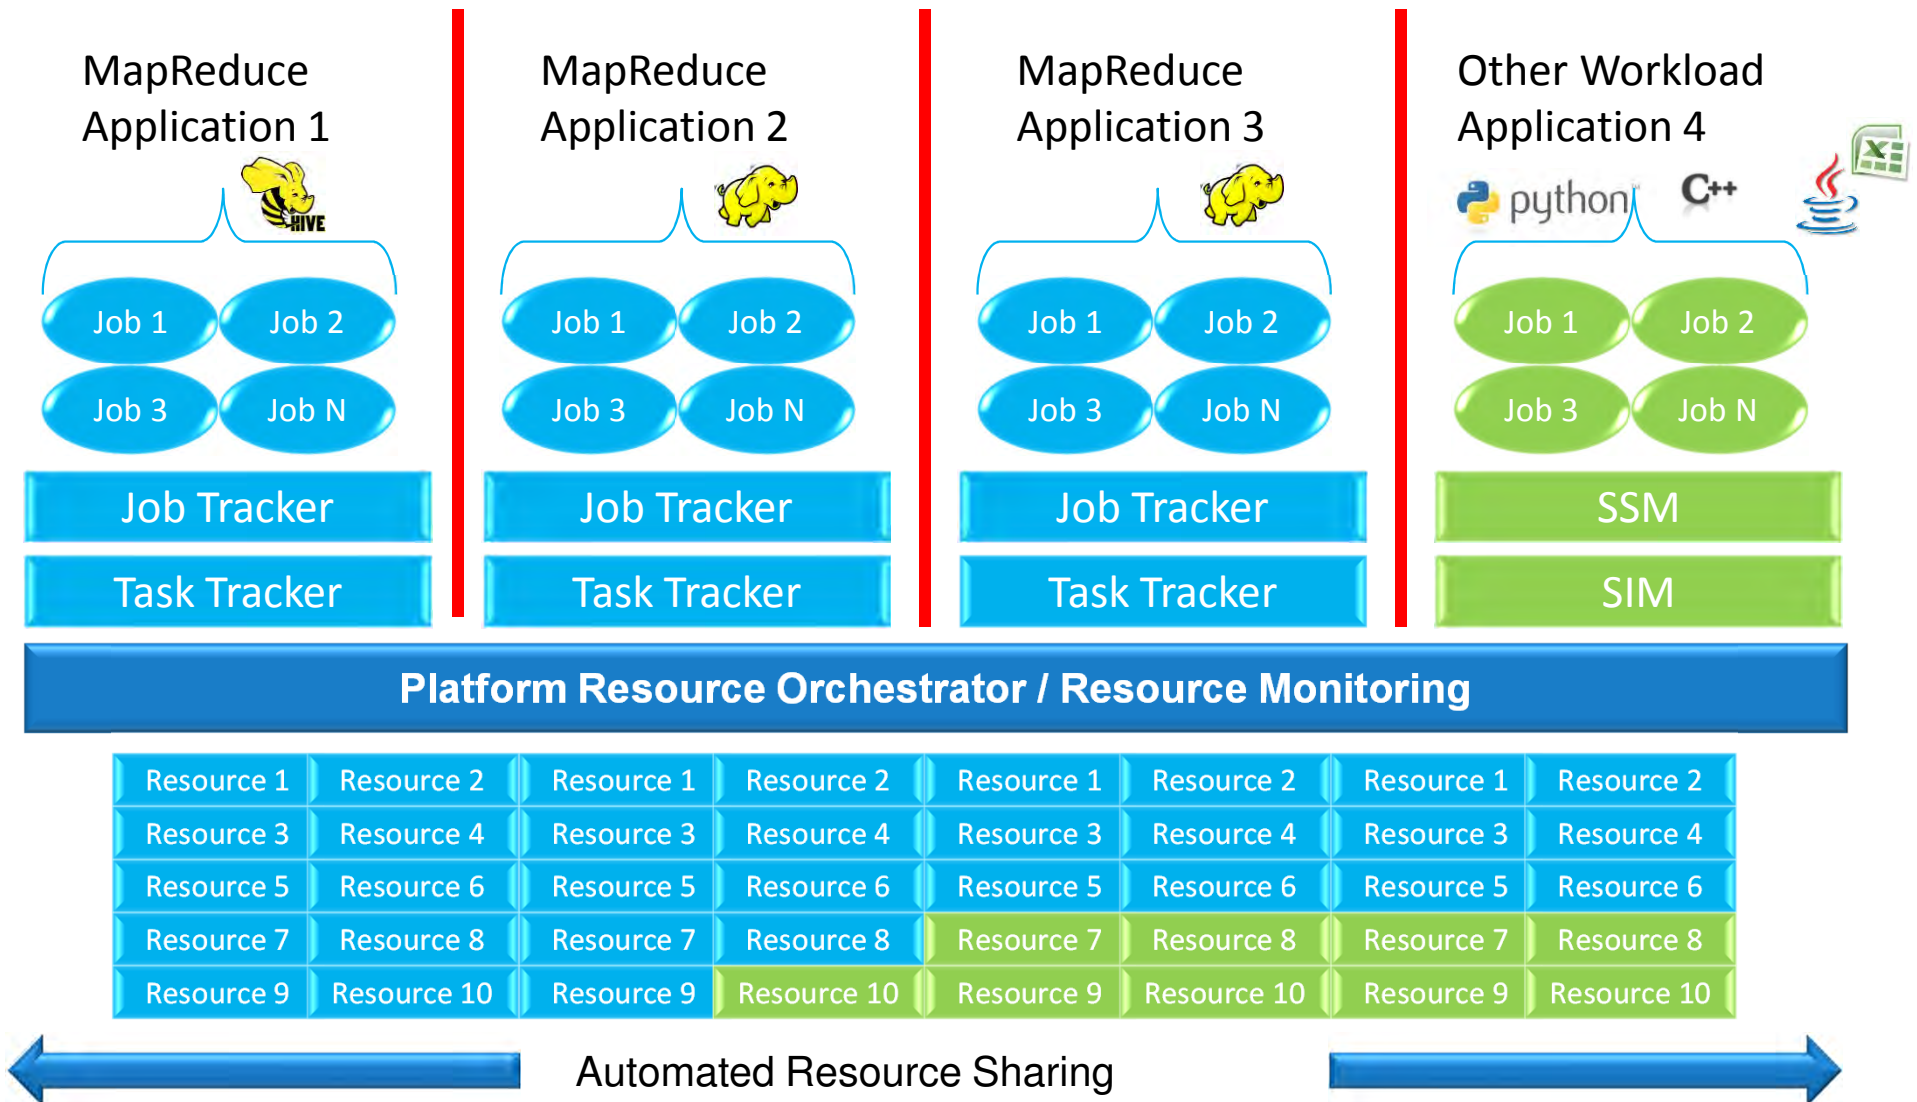 MapReduce
Application 1
MapReduce
Application 2
MapReduce
Application 3
Other Workload
Application 4
HIVE
python
C++
Job 1
Job 2
Job 3
Job N
Job 1
Job 2
Job 3
Job N
Job 1
Job 2
Job 3
Job N
Job 1
Job 2
Job 3
Job N
Job Tracker
Job Tracker
Job Tracker
SSM
Task Tracker
Task Tracker
Task Tracker
SIM
Platform Resource Orchestrator / Resource Monitoring
Resource 1 Resource 2 Resource 1 Resource 2 Resource 1 Resource 2 Resource 1 Resource 2
Resource 3 Resource 4 Resource 3 Resource 4 Resource 3 Resource 4 Resource 3 Resource 4
Resource 5 Resource 6 Resource 5 Resource 6 Resource 5 Resource 6 Resource 5 Resource 6
Resource 7 Resource 8 Resource 7 Resource 8 Resource 7 Resource 8 Resource 7 Resource 8
Resource 9 Resource 10 Resource 9 Resource 10 Resource 9 Resource 10 Resource 9 Resource 10
Automated Resource Sharing